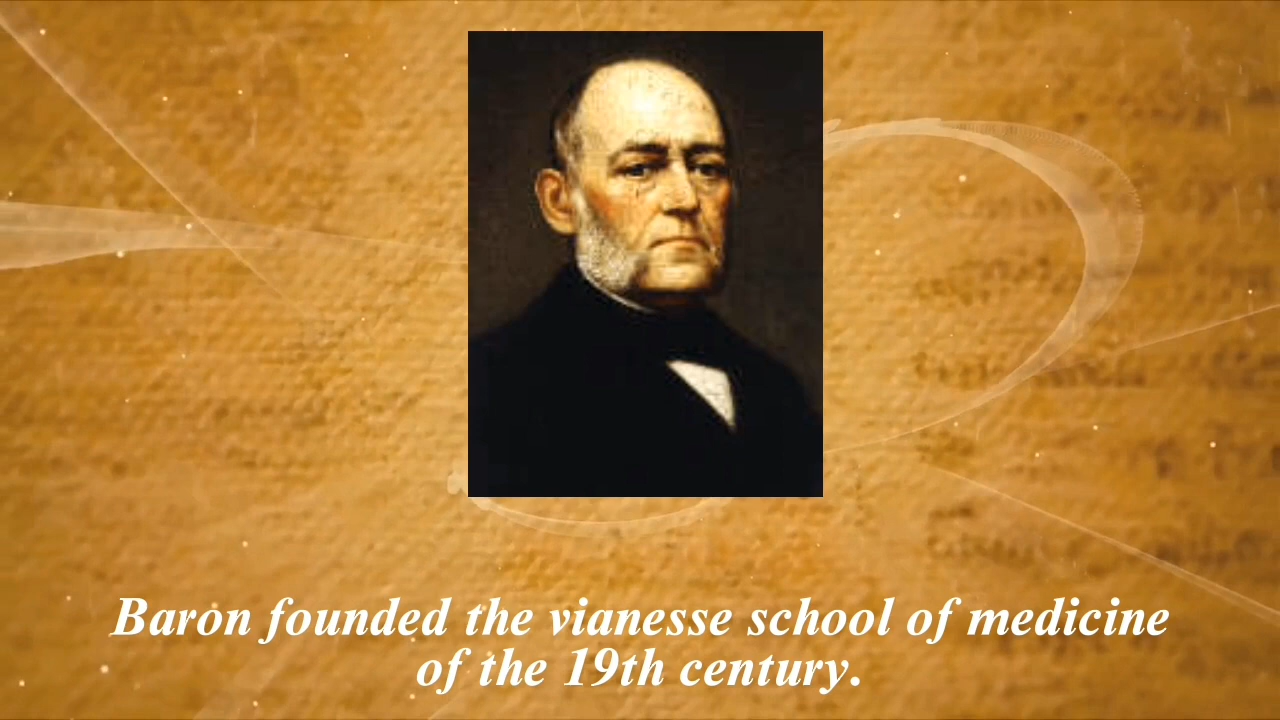 Baron founded the vianesse school of medicine
of the 19th century.